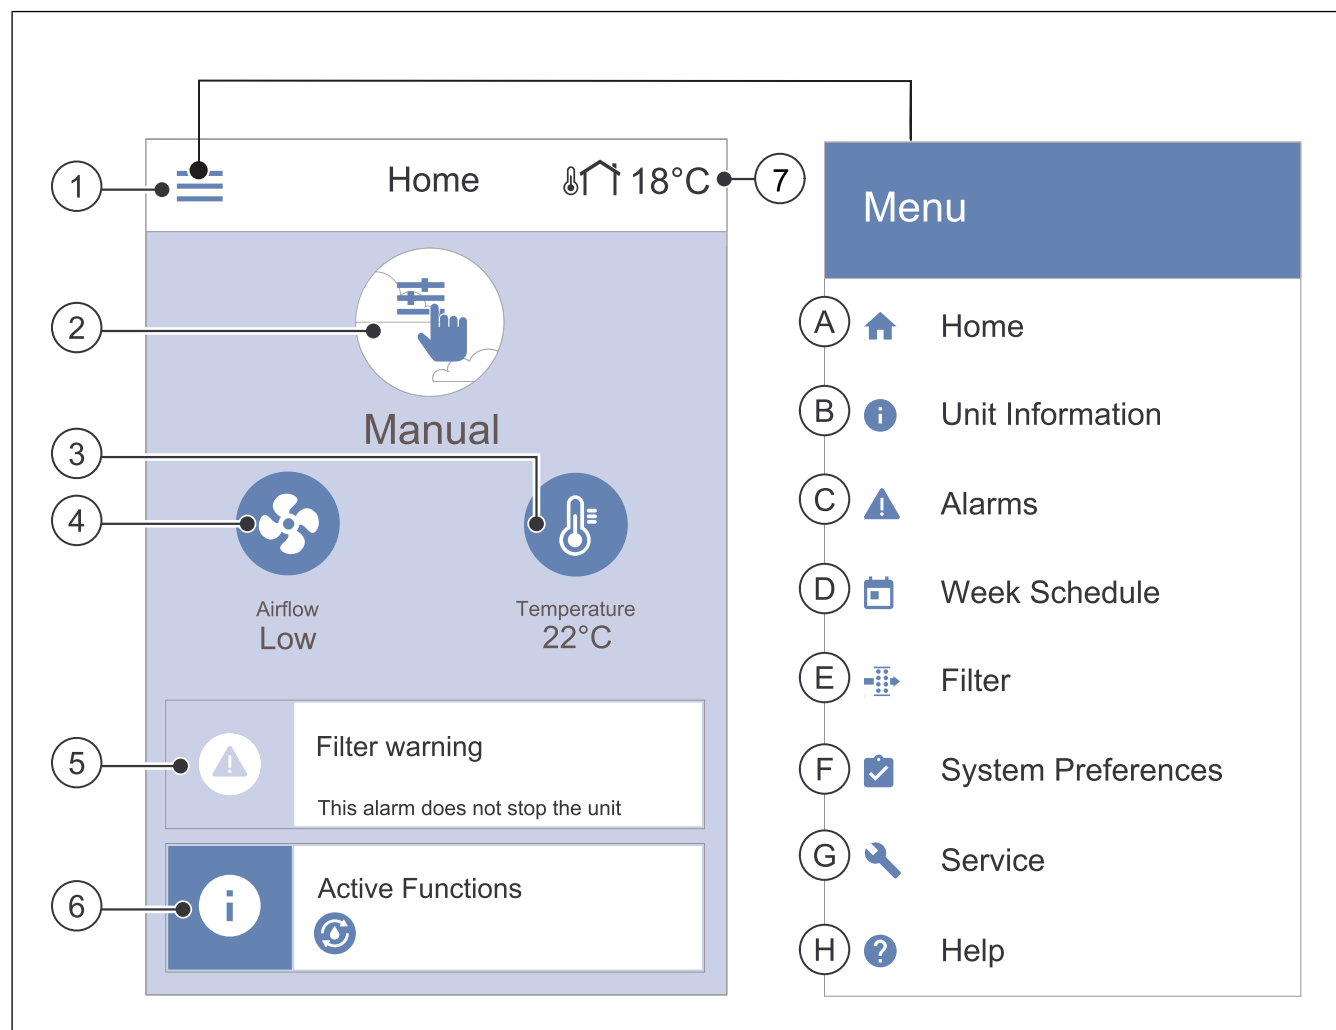 1
Home
18°C
7
2
Manual
3
4
Airflow
Low
Temperature
22°C
5
Filter warning
This alarm does not stop the unit
6
Active Functions
Menu
A Home
B Unit Information
C Alarms
D Week Schedule
E Filter
F System Preferences
G Service
H Help